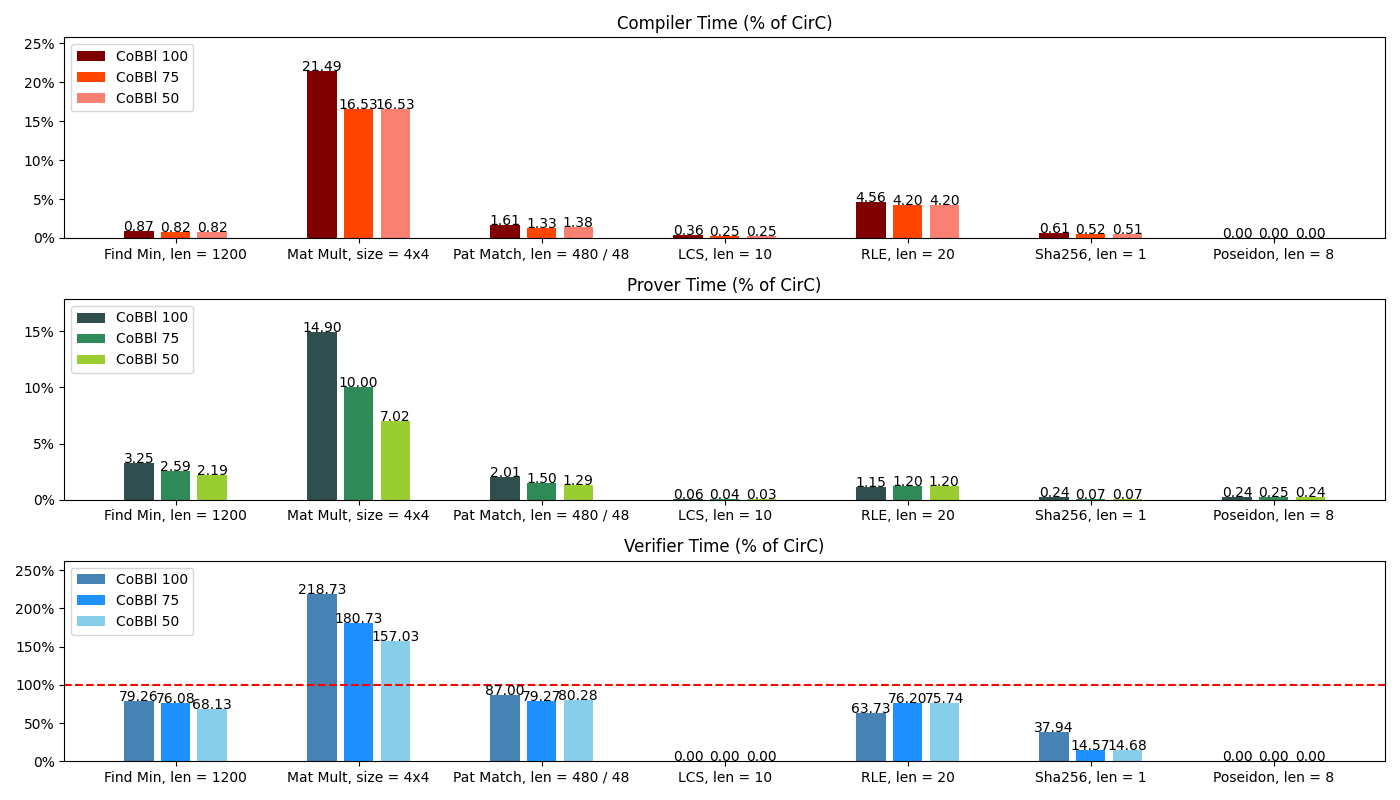 Compiler Time (% of CirC)
25%
20%
15%
10%
5%
0%
CoBBl 100
CoBBl 75
CoBBl 50
0.87 0.82 0.82
21.49 16.53 16.53
1.61 1.33 1.38
0.36 0.25 0.25
4.56 4.20 4.20
0.61 0.52 0.51
0.00 0.00 0.00
Find Min, len = 1200 Mat Mult, size = 4x4 Pat Match, len = 480 / 48 LCS, len = 10 RLE, len = 20 Sha256, len = 1 Poseidon, len = 8
Prover Time (% of CirC)
15%
10%
5%
0%
CoBBl 100
CoBBl 75
CoBBl 50
3.25 2.59 2.19
14.90 10.00 7.02
2.01 1.50 1.29
0.06 0.04 0.03
1.15 1.20 1.20
0.24 0.07 0.07
0.24 0.25 0.24
Find Min, len = 1200 Mat Mult, size = 4x4 Pat Match, len = 480 / 48 LCS, len = 10 RLE, len = 20 Sha256, len = 1 Poseidon, len = 8
Verifier Time (% of CirC)
250%
200%
150%
100%
50%
0%
CoBBl 100
CoBBl 75
CoBBl 50
79.26 76.08 68.13
218.73 180.73 157.03
87.00 79.27 80.28
0.00 0.00 0.00
63.73 76.20 75.74
37.94 14.57 14.68
0.00 0.00 0.00
Find Min, len = 1200 Mat Mult, size = 4x4 Pat Match, len = 480 / 48 LCS, len = 10 RLE, len = 20 Sha256, len = 1 Poseidon, len = 8